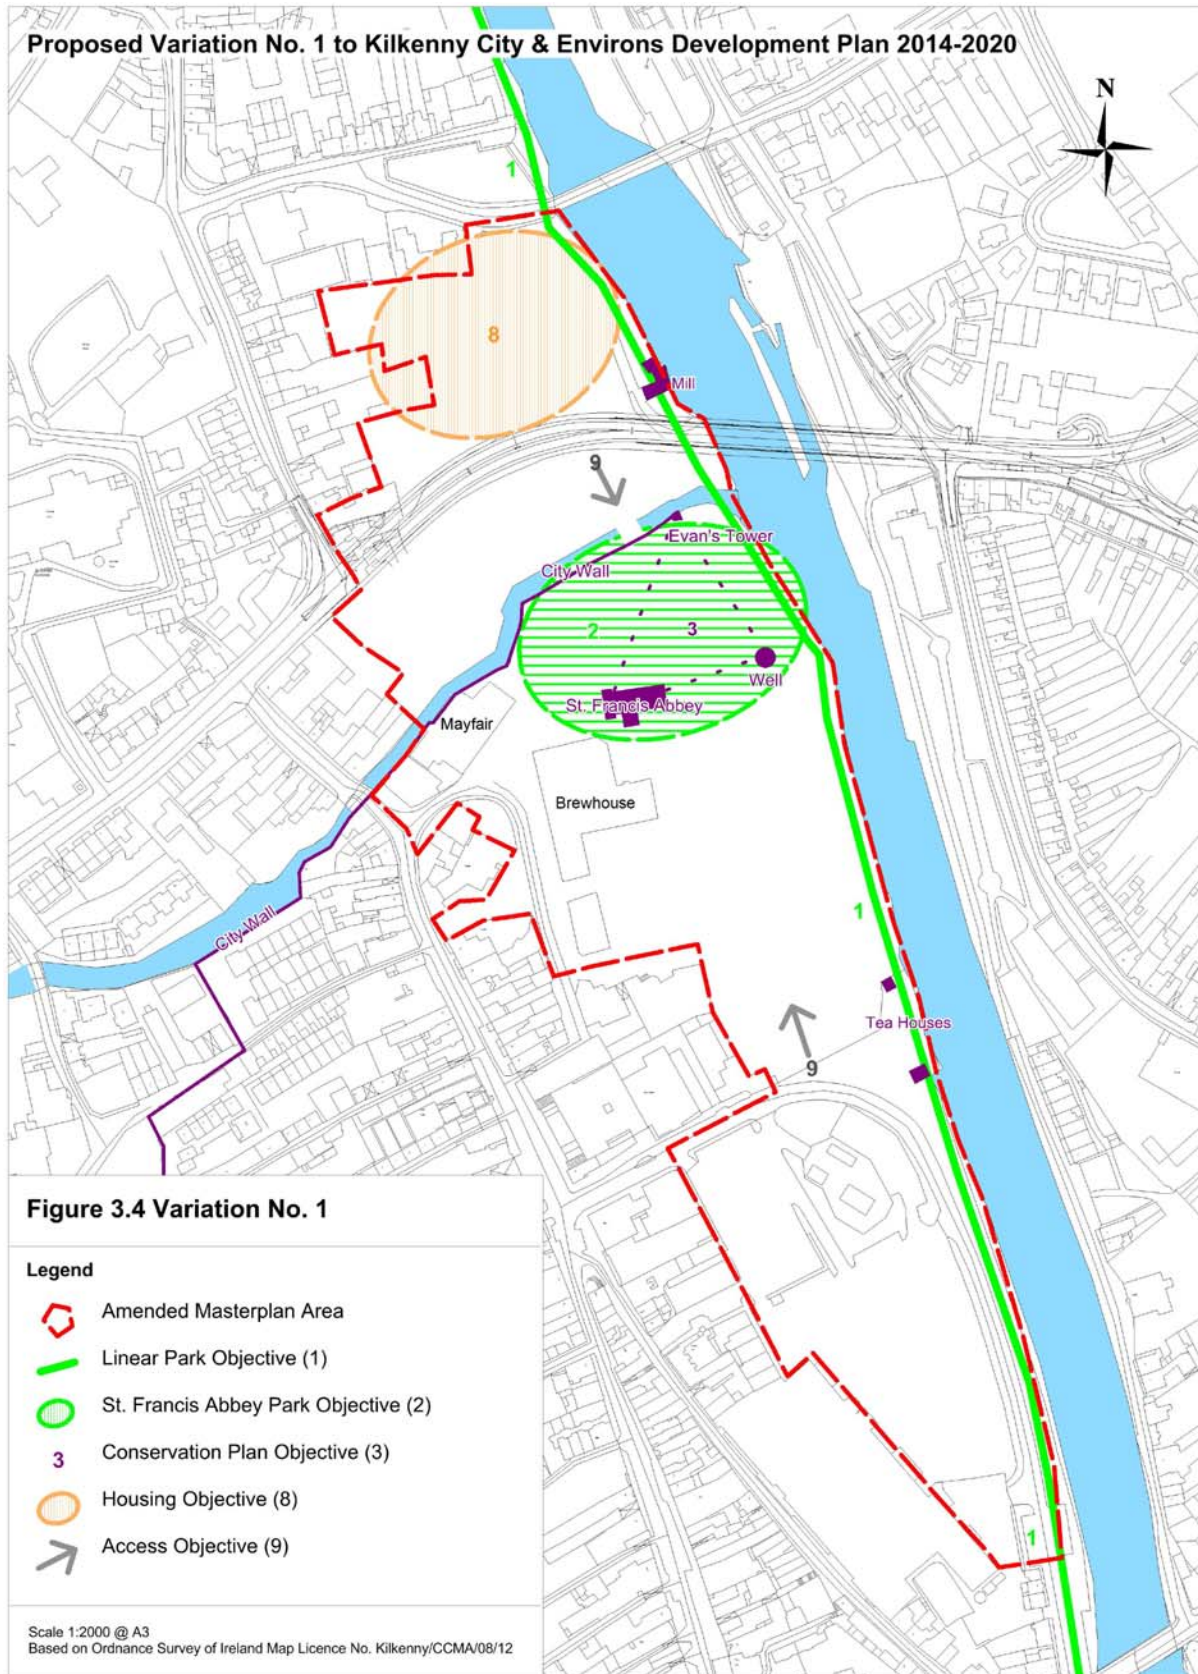 Proposed Variation No. 1 to Kilkenny City & Environs Development Plan 2014-2020
N
1
8
Mill
9
Evan's Tower
City Wall
2
3
Well
St. Francis Abbey
Mayfair
Brewhouse
1
City Wall
Tea Houses
9
1
Figure 3.4 Variation No. 1
Legend
Amended Masterplan Area
Linear Park Objective (1)
St. Francis Abbey Park Objective (2)
3 Conservation Plan Objective (3)
Housing Objective (8)
Access Objective (9)
Scale 1:2000 @ A3
Based on Ordnance Survey of Ireland Map Licence No. Kilkenny/CCMA/08/12